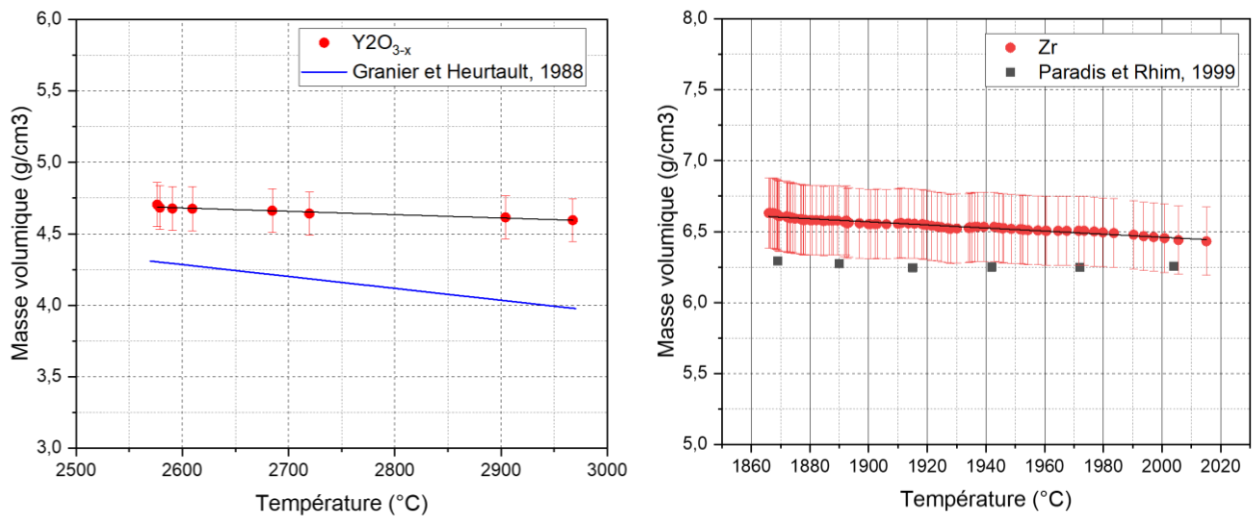 6,0
5,5
5,0
4,5
4,0
3,5
3,0
Masse volumique (g/cm3)
Y2O3-x
Granier et Heurtault, 1988
2500 2600 2700 2800 2900 3000
Température (°C)
8,0
7,5
7,0
6,5
6,0
5,5
5,0
Masse volumique (g/cm3)
Zr
Paradis et Rhim, 1999
1860 1880 1900 1920 1940 1960 1980 2000 2020
Température (°C)